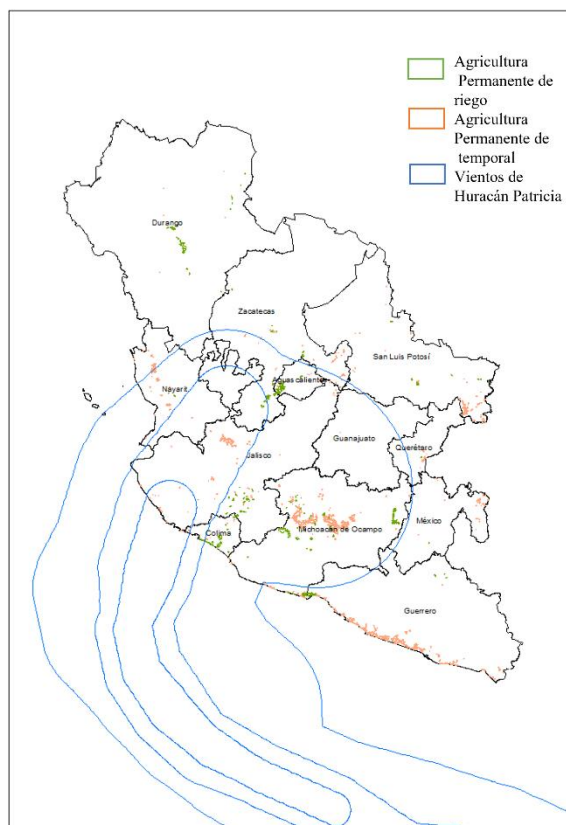 Agricultura
Permanente de
riego
Agricultura
Permanente de
temporal
Vientos de
Huracán Patricia
Durango
Zacatecas
San Luis Potosí
Nayarit
Aguascalientes
Guanajuato
Querétaro
Jalisco
México
Michoacán de Ocampo
Colima
Guerrero